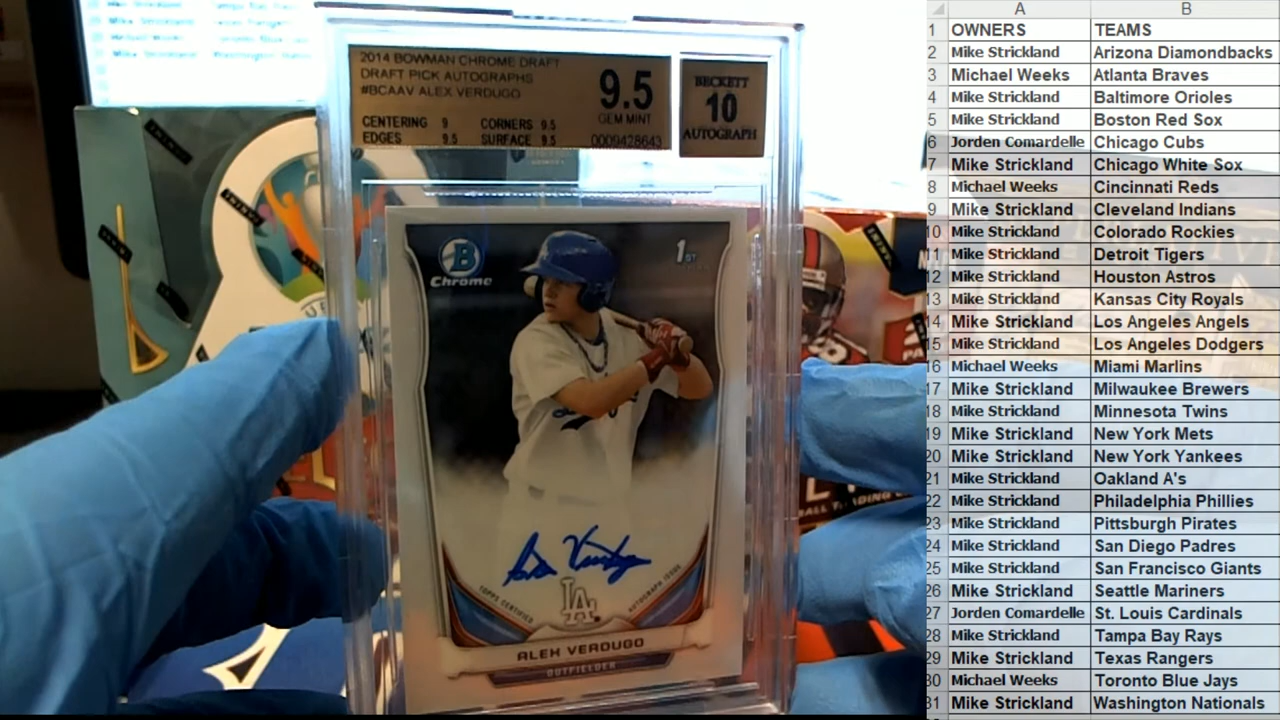 2014 BOWMAN CHROME DRAFT
DRAFT PICK AUTOGRAPHS
#BCAAV ALEX VERDUGO
CENTERING 9 CORNERS 9.5
EDGES 9.5 SURFACE 9.5
9.5
GEM MINT
0009428643
BECKETT
10
AUTOGRAPH
B
Chrome
1ST
TOPPS CERTIFIED
AUTOGRAPH ISSUE
LA
ALEX VERDUGO
OUTFIELDER
A B
1 OWNERS TEAMS
2 Mike Strickland Arizona Diamondbacks
3 Michael Weeks Atlanta Braves
4 Mike Strickland Baltimore Orioles
5 Mike Strickland Boston Red Sox
6 Jorden Comardelle Chicago Cubs
7 Mike Strickland Chicago White Sox
8 Michael Weeks Cincinnati Reds
9 Mike Strickland Cleveland Indians
10 Mike Strickland Colorado Rockies
11 Mike Strickland Detroit Tigers
12 Mike Strickland Houston Astros
13 Mike Strickland Kansas City Royals
14 Mike Strickland Los Angeles Angels
15 Mike Strickland Los Angeles Dodgers
16 Michael Weeks Miami Marlins
17 Mike Strickland Milwaukee Brewers
18 Mike Strickland Minnesota Twins
19 Mike Strickland New York Mets
20 Mike Strickland New York Yankees
21 Mike Strickland Oakland A's
22 Mike Strickland Philadelphia Phillies
23 Mike Strickland Pittsburgh Pirates
24 Mike Strickland San Diego Padres
25 Mike Strickland San Francisco Giants
26 Mike Strickland Seattle Mariners
27 Jorden Comardelle St. Louis Cardinals
28 Mike Strickland Tampa Bay Rays
29 Mike Strickland Texas Rangers
30 Michael Weeks Toronto Blue Jays
31 Mike Strickland Washington Nationals